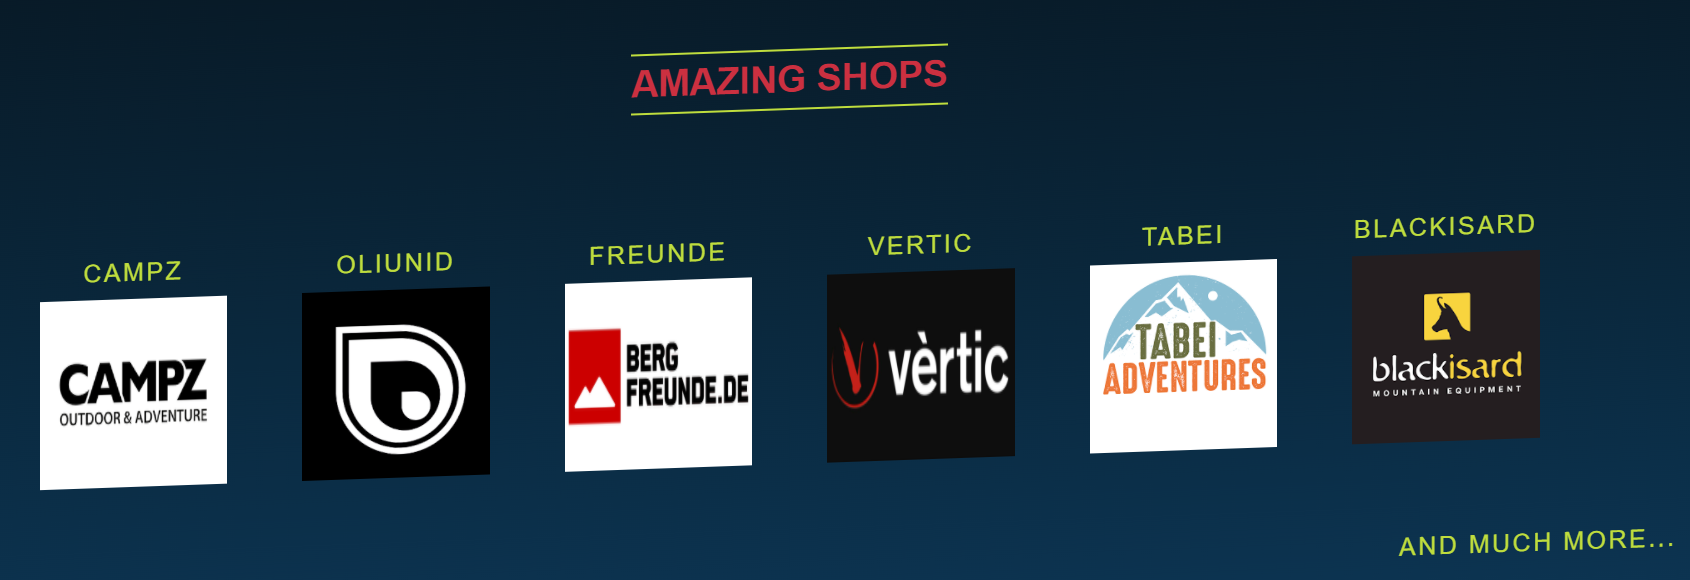 AMAZING SHOPS
CAMPZ
OLIUNID
FREUNDE
VERTIC
TABEI
BLACKISARD
CAMPZ
OUTDOOR & ADVENTURE
BERG
FREUNDE.DE
vèrtic
TABEI
ADVENTURES
blackisard
MOUNTAIN EQUIPMENT
AND MUCH MORE...